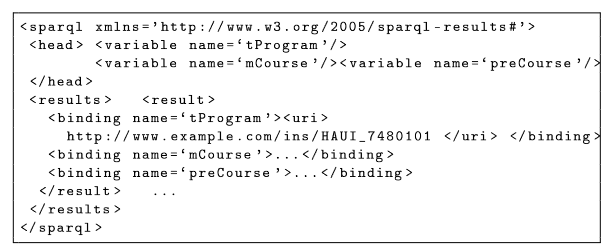 <sparql xmlns='http://www.w3.org/2005/sparql-results#'>
<head> <variable name=‘tProgram'/>
<variable name=‘mCourse'/><variable name=‘preCourse'/>
</head>
<results> <result>
<binding name=‘tProgram'><uri>
http://www.example.com/ins/HAUI_7480101 </uri> </binding>
<binding name=‘mCourse'>...</binding>
<binding name=‘preCourse'>...</binding>
</result> ...
</results>
</sparql>